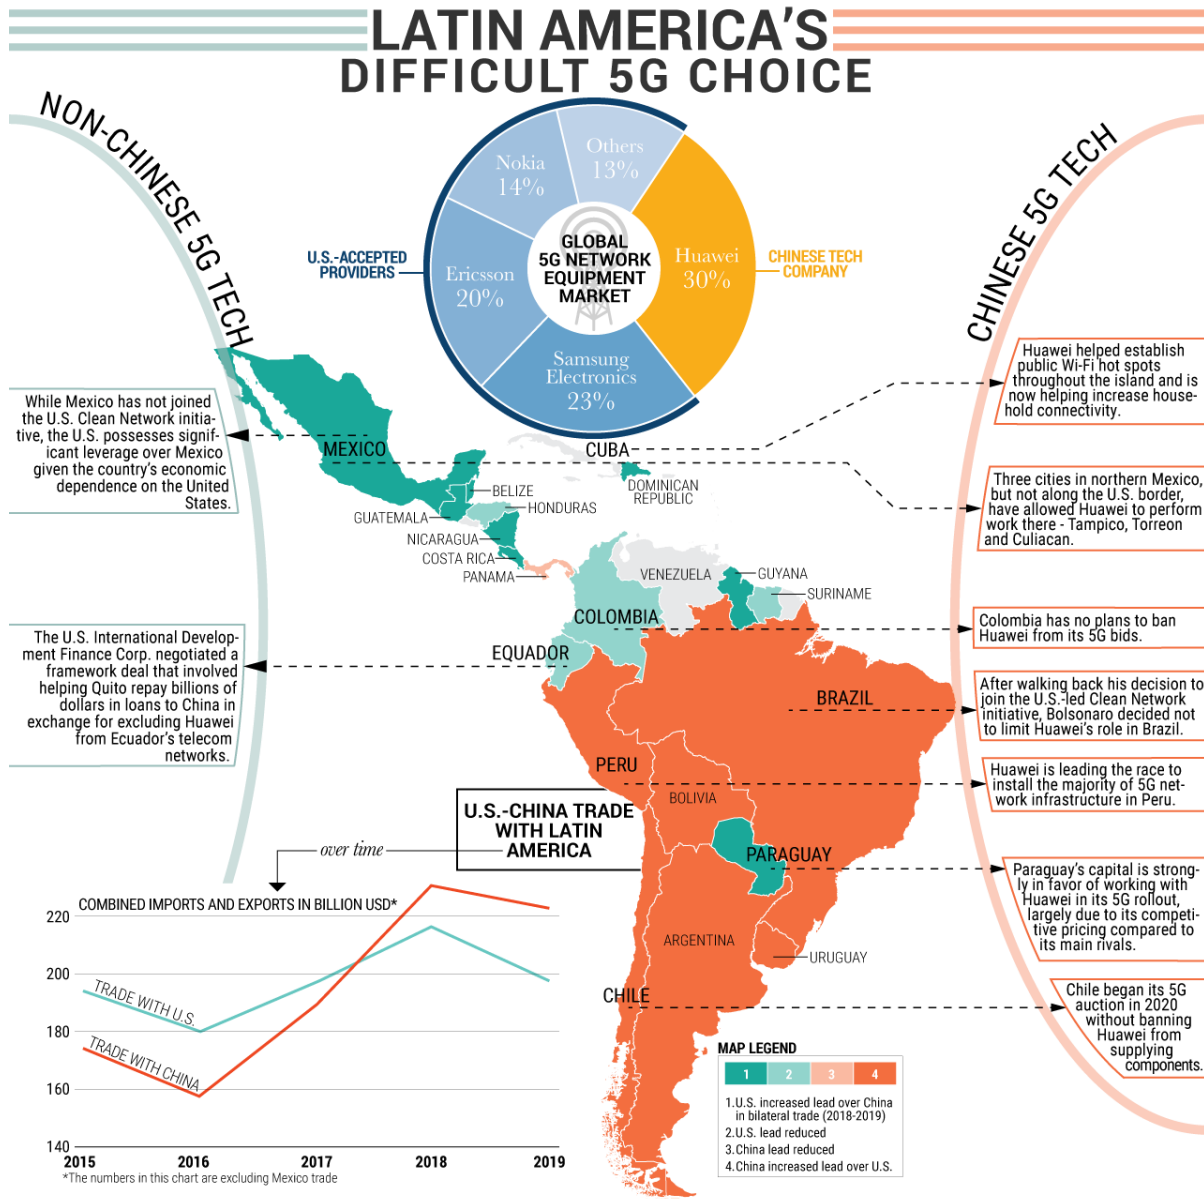 LATIN AMERICA'S
DIFFICULT 5G CHOICE
NON-CHINESE 5G TECH
CHINESE 5G TECH
Others
13%
Nokia
14%
Ericsson
20%
Samsung
Electronics
23%
Huawei
30%
GLOBAL
5G NETWORK
EQUIPMENT
MARKET
U.S.-ACCEPTED
PROVIDERS
CHINESE TECH
COMPANY
While Mexico has not joined
the U.S. Clean Network initia-
tive, the U.S. possesses signif-
icant leverage over Mexico
given the country's economic
dependence on the United
States.
The U.S. International Develop-
ment Finance Corp. negotiated a
framework deal that involved
helping Quito repay billions of
dollars in loans to China in
exchange for excluding Huawei
from Ecuador's telecom
networks.
Huawei helped establish
public Wi-Fi hot spots
throughout the island and is
now helping increase house-
hold connectivity.
Three cities in northern Mexico,
but not along the U.S. border,
have allowed Huawei to perform
work there - Tampico, Torreon
and Culiacan.
Colombia has no plans to ban
Huawei from its 5G bids.
After walking back his decision to
join the U.S.-led Clean Network
initiative, Bolsonaro decided not
to limit Huawei's role in Brazil.
Huawei is leading the race to
install the majority of 5G net-
work infrastructure in Peru.
Paraguay's capital is strong-
ly in favor of working with
Huawei in its 5G rollout,
largely due to its competi-
tive pricing compared to
its main rivals.
Chile began its 5G
auction in 2020
without banning
Huawei from
supplying
components.
MEXICO
CUBA
DOMINICAN
REPUBLIC
BELIZE
HONDURAS
GUATEMALA
NICARAGUA
COSTA RICA
PANAMA
VENEZUELA
GUYANA
SURINAME
COLOMBIA
EQUADOR
BRAZIL
PERU
BOLIVIA
PARAGUAY
ARGENTINA
URUGUAY
CHILE
U.S.-CHINA TRADE
WITH LATIN
AMERICA
over time
COMBINED IMPORTS AND EXPORTS IN BILLION USD*
220
200
180
160
140
TRADE WITH U.S.
TRADE WITH CHINA
2015 2016 2017 2018 2019
*The numbers in this chart are excluding Mexico trade
MAP LEGEND
1 2 3 4
1.U.S. increased lead over China
in bilateral trade (2018-2019)
2.U.S. lead reduced
3.China lead reduced
4.China increased lead over U.S.